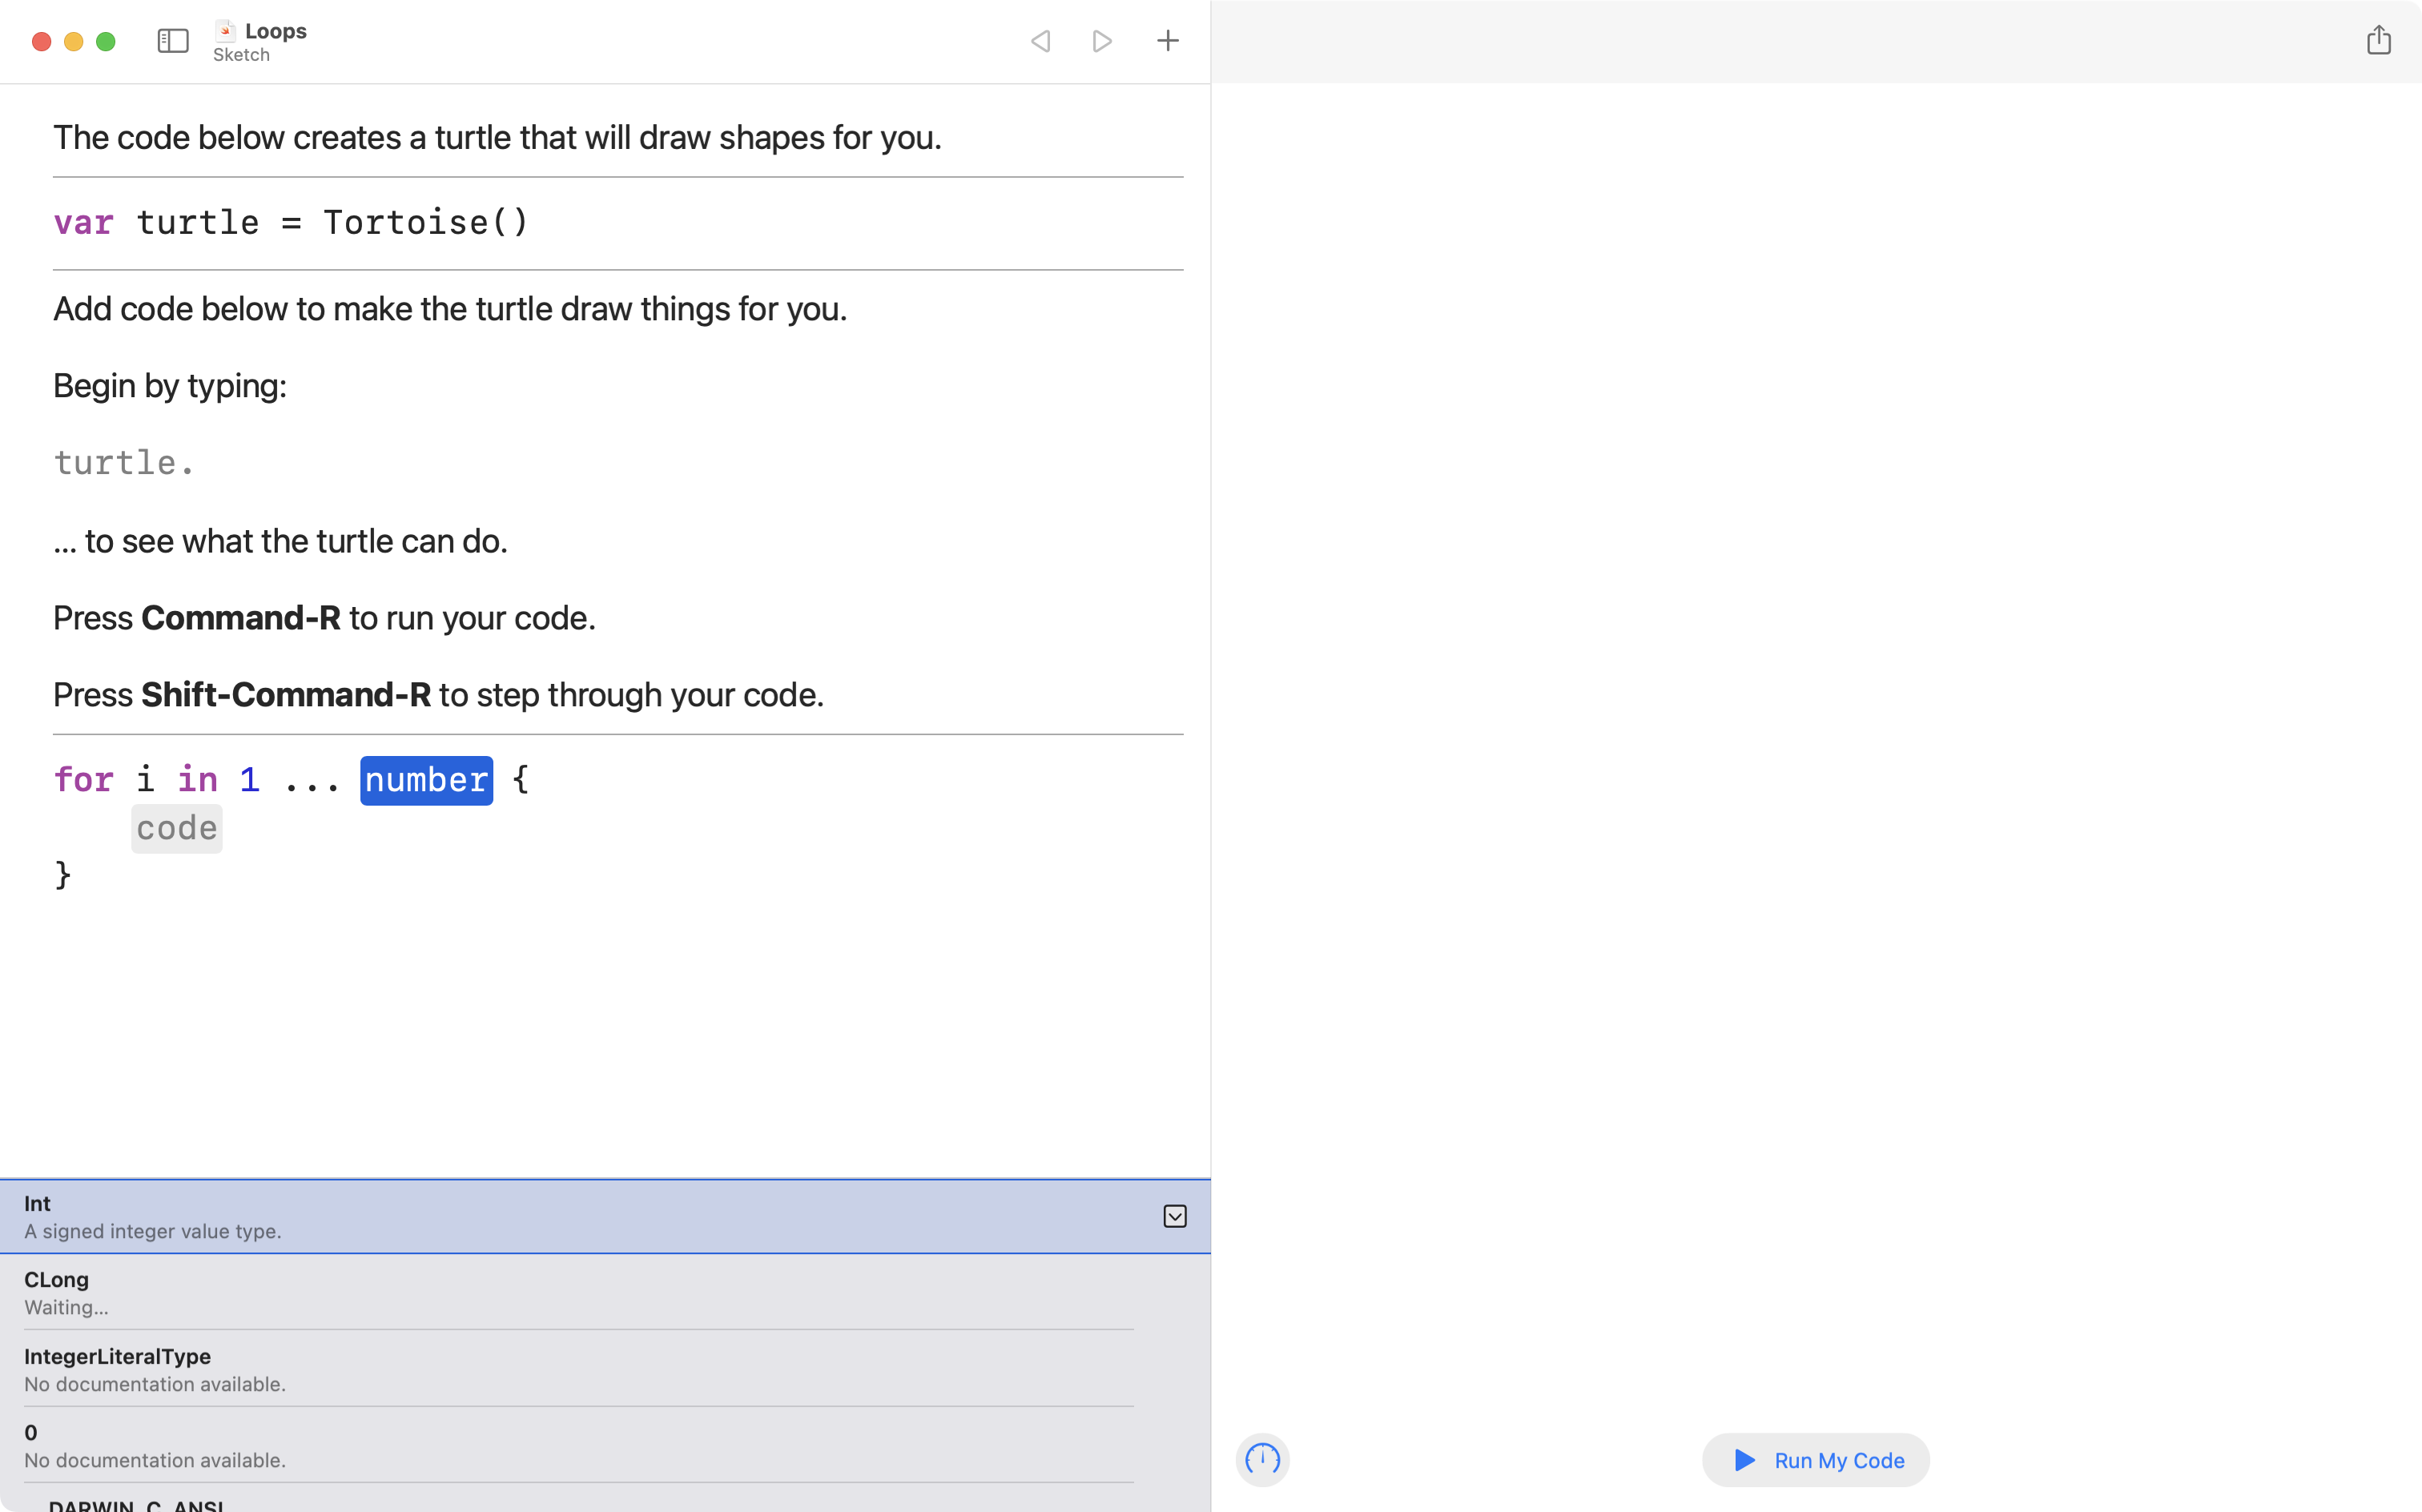 Loops
Sketch
The code below creates a turtle that will draw shapes for you.
var turtle = Tortoise()
Add code below to make the turtle draw things for you.
Begin by typing:
turtle.
... to see what the turtle can do.
Press Command-R to run your code.
Press Shift-Command-R to step through your code.
for i in 1 ... number {
code
}
Int
A signed integer value type.
CLong
Waiting...
IntegerLiteralType
No documentation available.
0
No documentation available.
DARWIN_C_ANSI
Run My Code